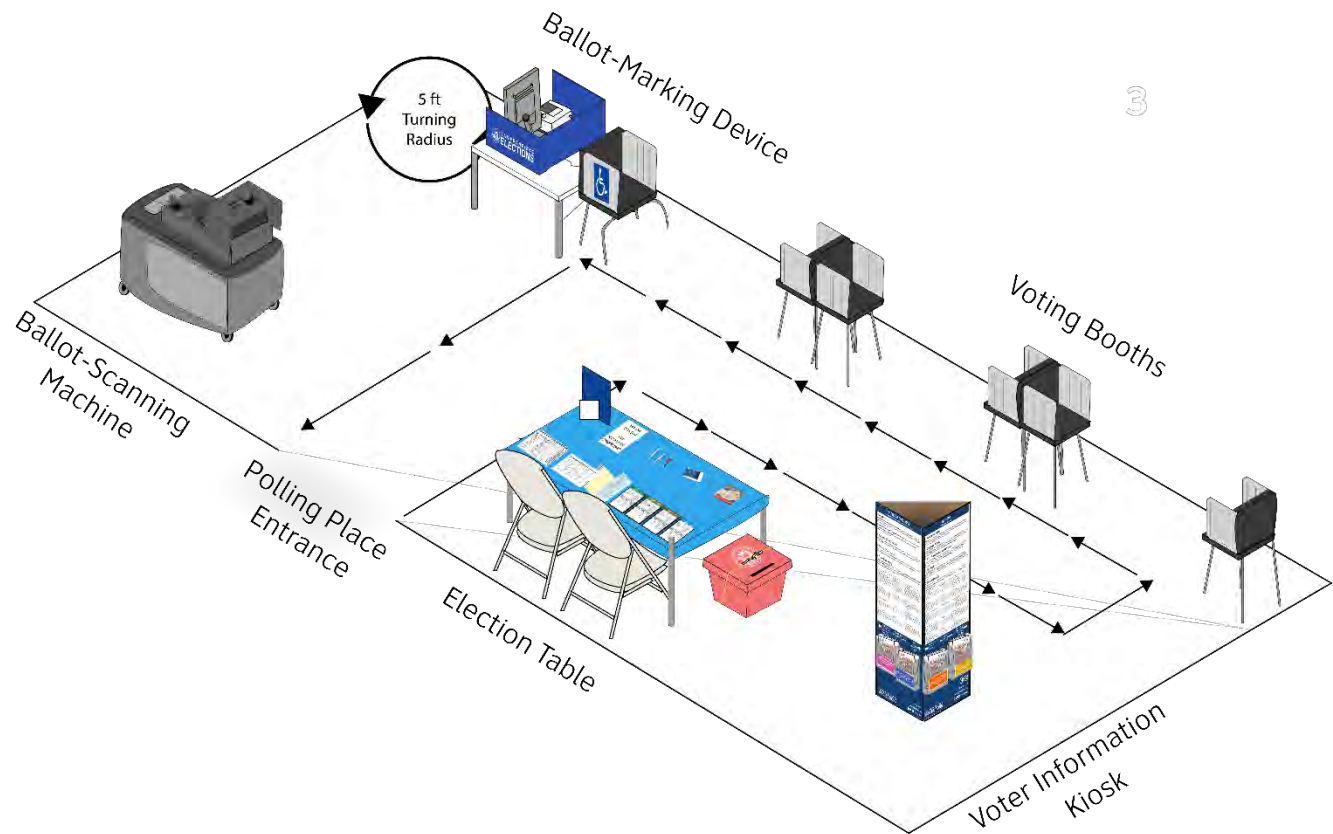 Ballot-Marking Device
3
5 ft
Turning
Radius
ELECTIONS
Voting Booths
Ballot-Scanning
Machine
Polling Place
Entrance
Election Table
Voter Information
Kiosk